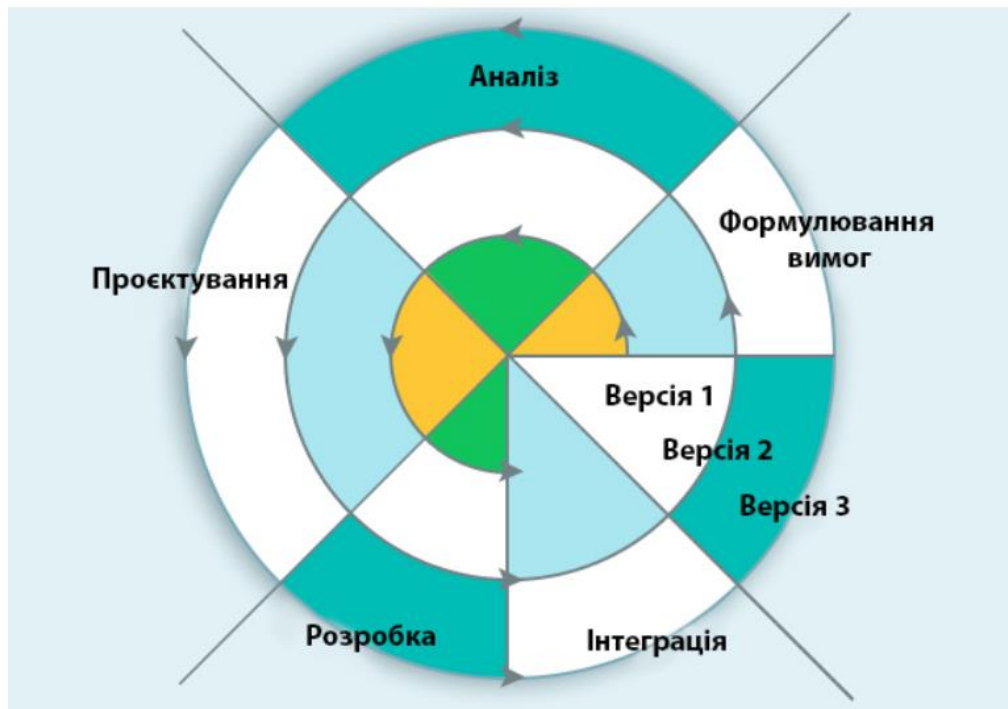 Аналіз
Формулювання
вимог
Проєктування
Версія 1
Версія 2
Версія 3
Розробка
Інтеграція